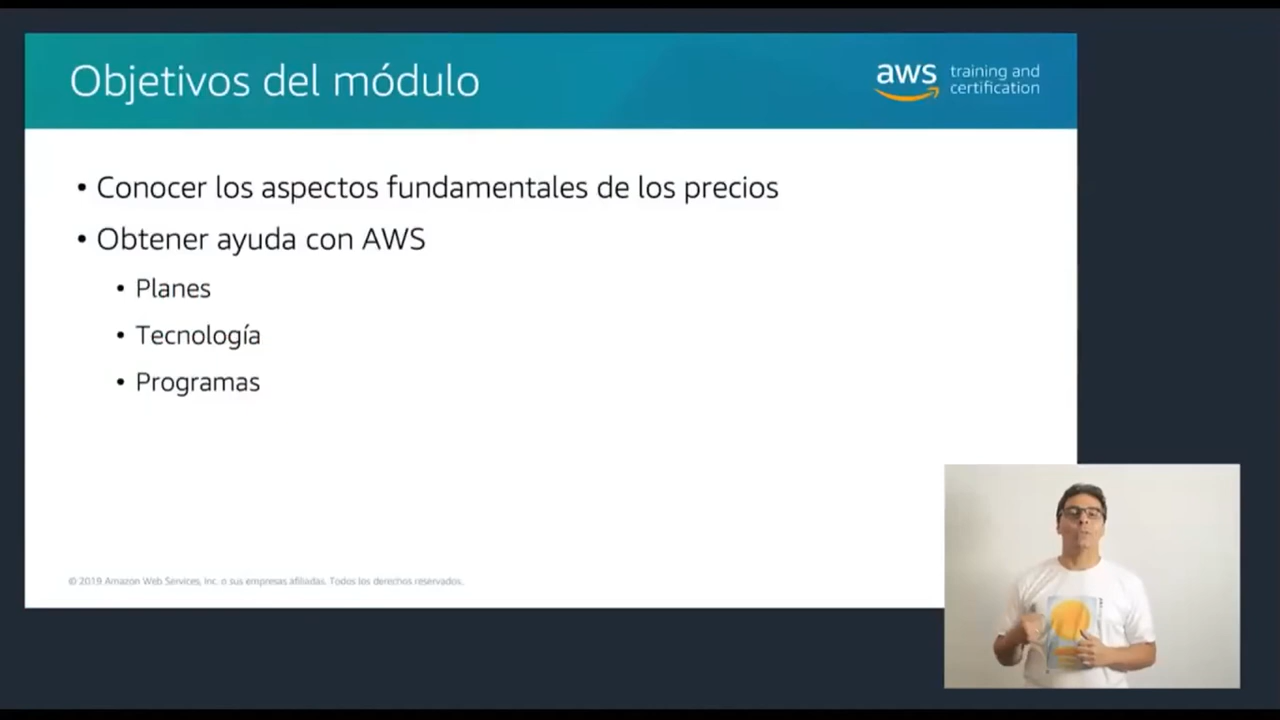 Objetivos del módulo
aws training and certification
• Conocer los aspectos fundamentales de los precios
• Obtener ayuda con AWS
• Planes
• Tecnología
• Programas
© 2019 Amazon Web Services, Inc. o sus empresas afiliadas. Todos los derechos reservados.